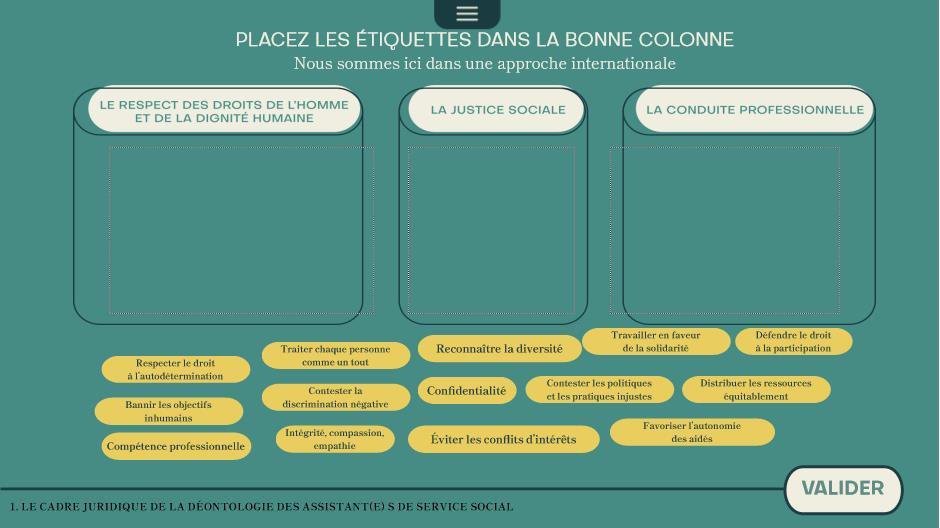 PLACEZ LES ÉTIQUETTES DANS LA BONNE COLONNE
Nous sommes ici dans une approche internationale
LE RESPECT DES DROITS DE L'HOMME
ET DE LA DIGNITÉ HUMAINE
LA JUSTICE SOCIALE
LA CONDUITE PROFESSIONNELLE
Respecter le droit
à l'autodétermination
Traiter chaque personne
comme un tout
Reconnaître la diversité
Travailler en faveur
de la solidarité
Défendre le droit
à la participation
Bannir les objectifs
inhumains
Contester la
discrimination négative
Confidentialité
Contester les politiques
et les pratiques injustes
Distribuer les ressources
équitablement
Compétence professionnelle
Intégrité, compassion,
empathie
Éviter les conflits d'intérêts
Favoriser l'autonomie
des aidés
VALIDER
1. LE CADRE JURIDIQUE DE LA DÉONTOLOGIE DES ASSISTANT(E) S DE SERVICE SOCIAL